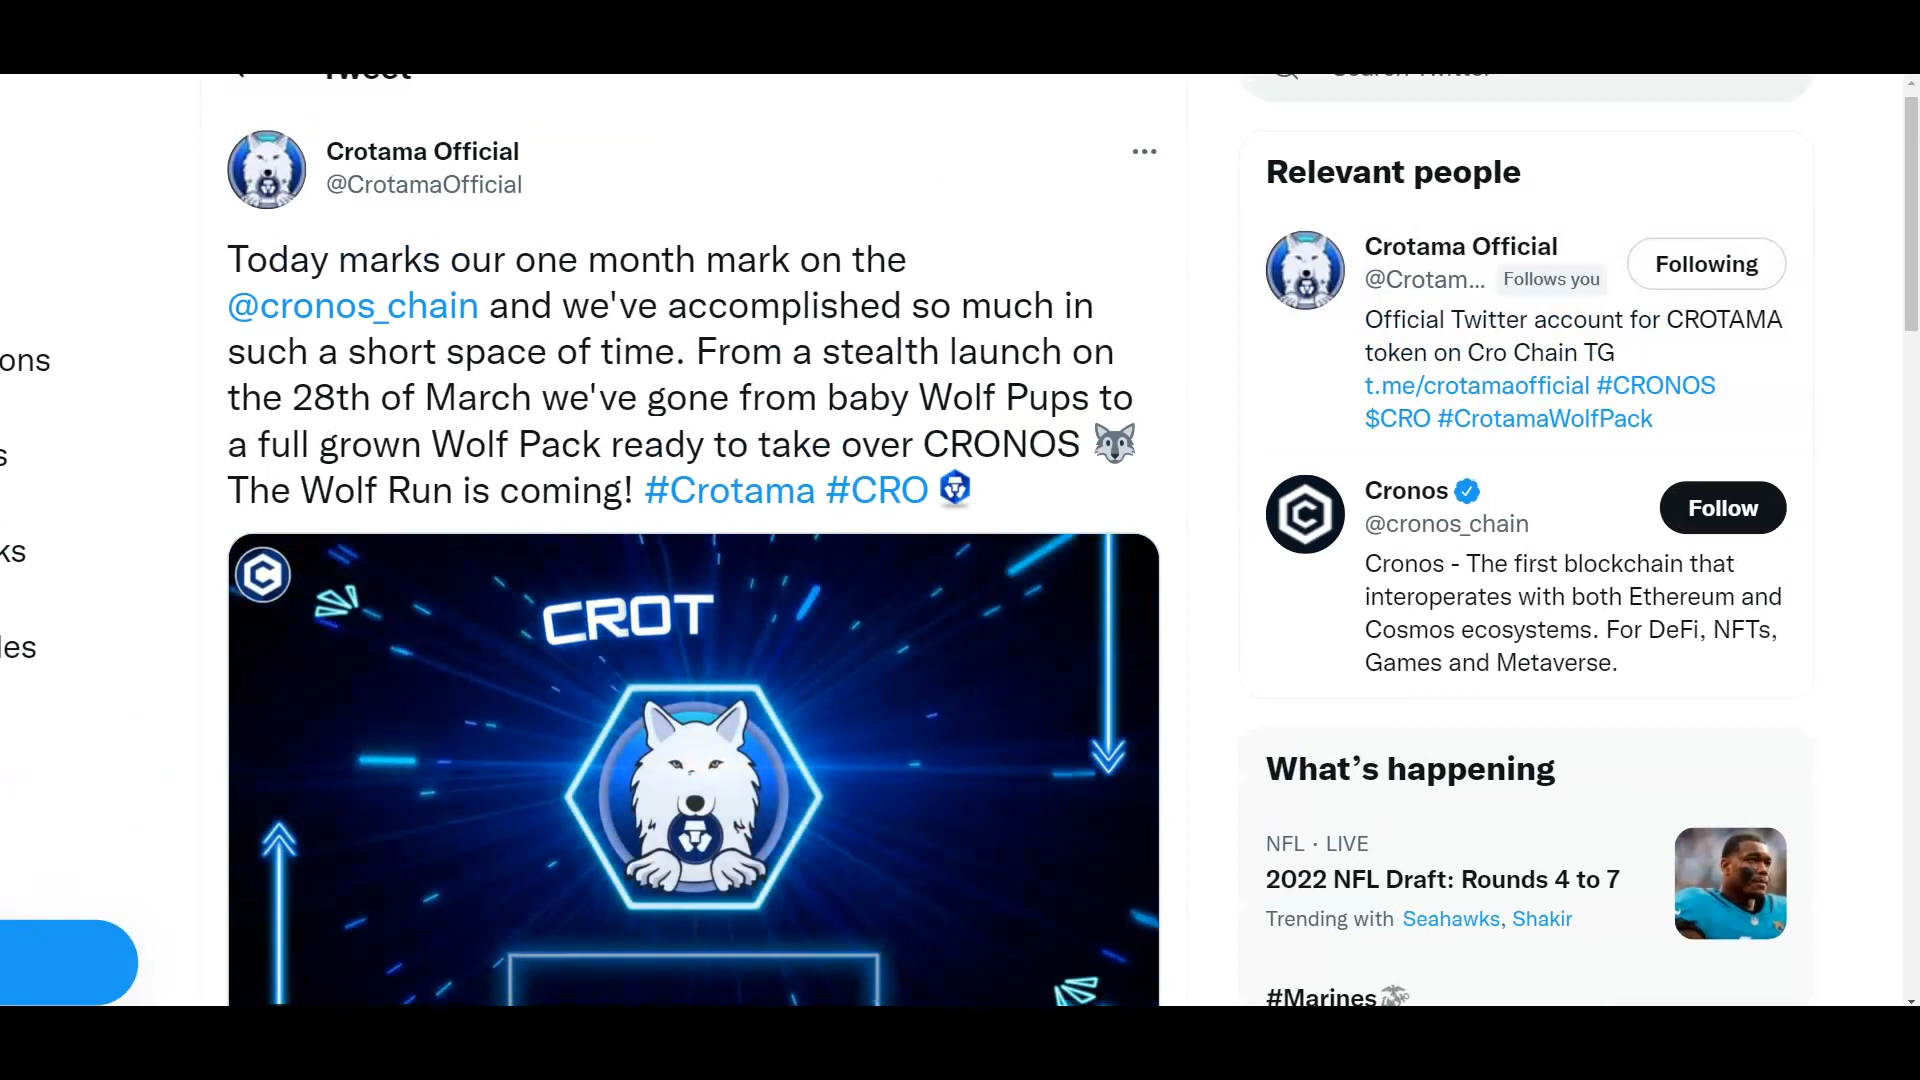 Tweet
Crotama Official
@CrotamaOfficial
Today marks our one month mark on the
@cronos_chain and we've accomplished so much in
such a short space of time. From a stealth launch on
the 28th of March we've gone from baby Wolf Pups to
a full grown Wolf Pack ready to take over CRONOS 🐺
The Wolf Run is coming! #Crotama #CRO
CROT
ons
s
ks
les
Search Twitter
Relevant people
Crotama Official
@Crotam... Follows you
Following
Official Twitter account for CROTAMA
token on Cro Chain TG
t.me/crotamaofficial #CRONOS
$CRO #CrotamaWolfPack
Cronos
@cronos_chain
Follow
Cronos - The first blockchain that
interoperates with both Ethereum and
Cosmos ecosystems. For DeFi, NFTs,
Games and Metaverse.
What's happening
NFL · LIVE
2022 NFL Draft: Rounds 4 to 7
Trending with Seahawks, Shakir
#Marines